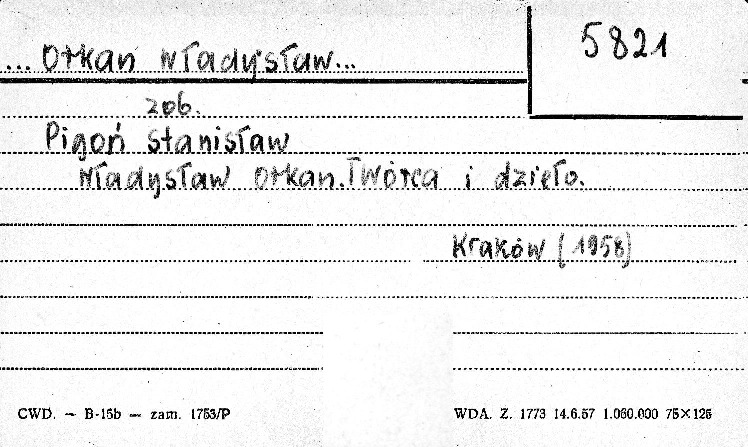 ... Orkan Władysław...
5821
zob.
Pigoń Stanisław
Władysław Orkan. Twórca i dzieło.
Kraków (1958)
CWD. — B-15b — zam. 1753/P
WDA. Z. 1773 14.6.57 1.060.000 75×125